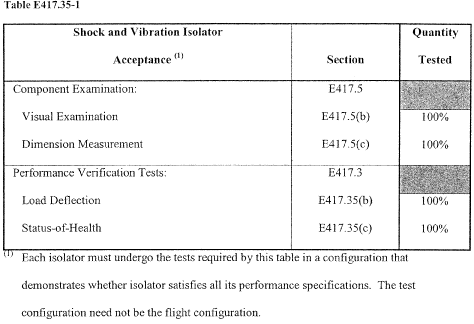 Table E417.35-1
Shock and Vibration Isolator Quantity
Acceptance (1) Section Tested
Component Examination: E417.5
Visual Examination E417.5(b) 100%
Dimension Measurement E417.5(c) 100%
Performance Verification Tests: E417.3
Load Deflection E417.35(b) 100%
Status-of-Health E417.35(c) 100%
(1) Each isolator must undergo the tests required by this table in a configuration that
demonstrates whether isolator satisfies all its performance specifications. The test
configuration need not be the flight configuration.